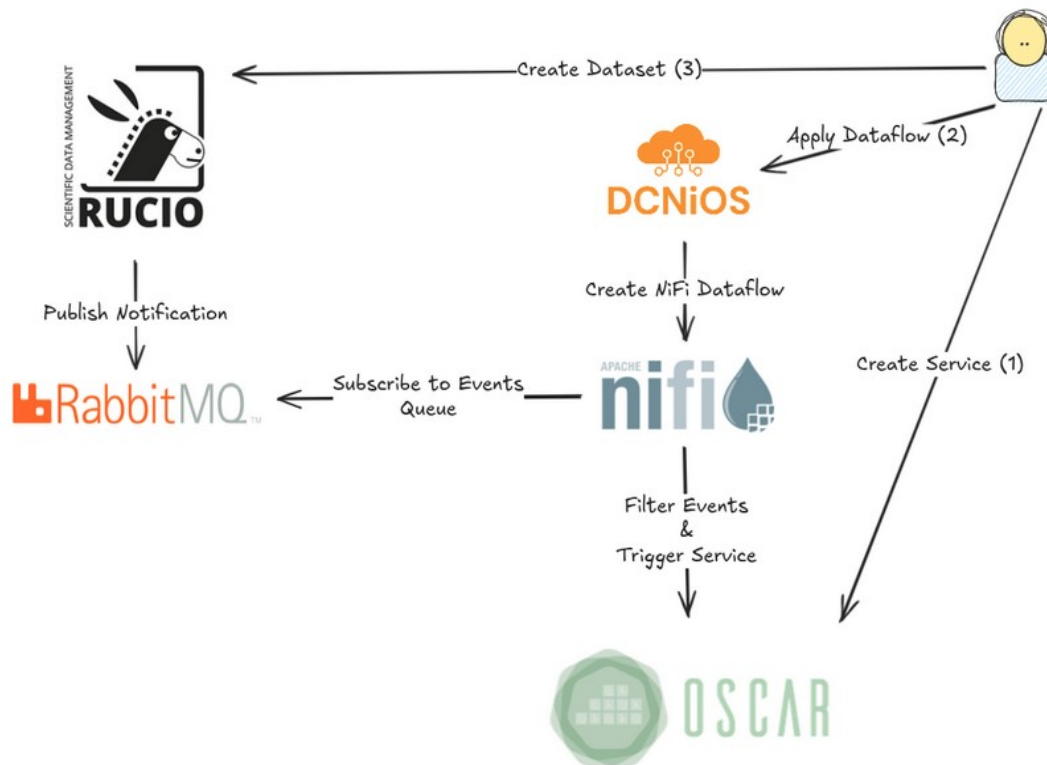 Create Dataset (3)
SCIENTIFIC DATA MANAGEMENT
RUCIO
Apply Dataflow (2)
DCNiOS
Create NiFi Dataflow
Publish Notification
APACHE
nifi
Create Service (1)
RabbitMQ™
Subscribe to Events
Queue
Filter Events
&
Trigger Service
OSCAR